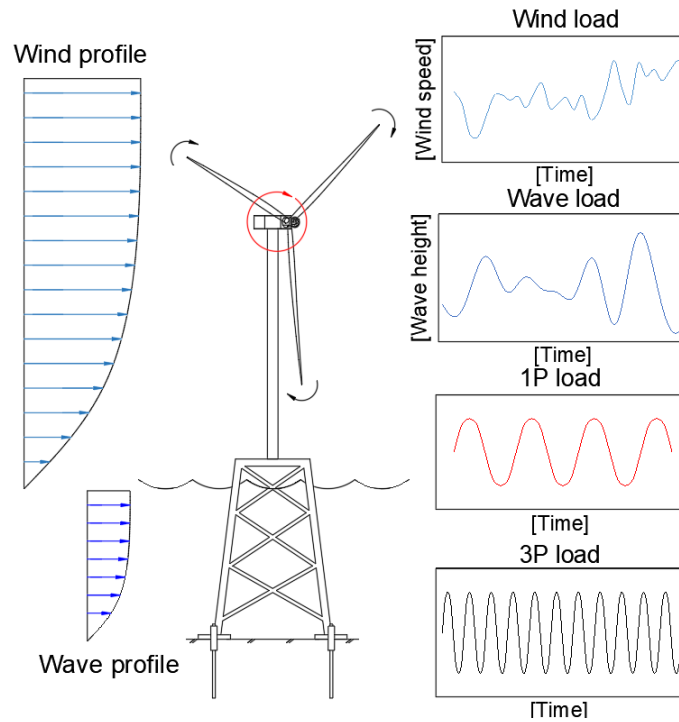 Wind profile
Wave profile
Wind load
[Wind speed]
[Time]
Wave load
[Wave height]
[Time]
1P load
[Time]
3P load
[Time]